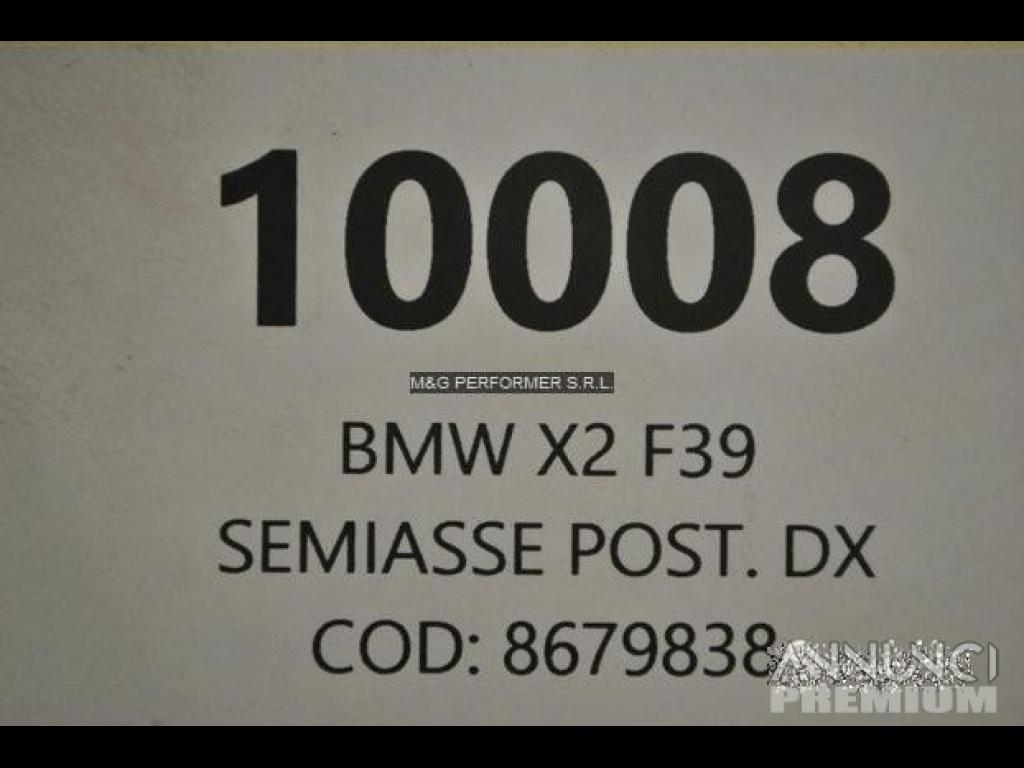 10008
M&G PERFORMER S.R.L.
BMW X2 F39
SEMIASSE POST. DX
COD: 8679838
ANNUNCI
PREMIUM